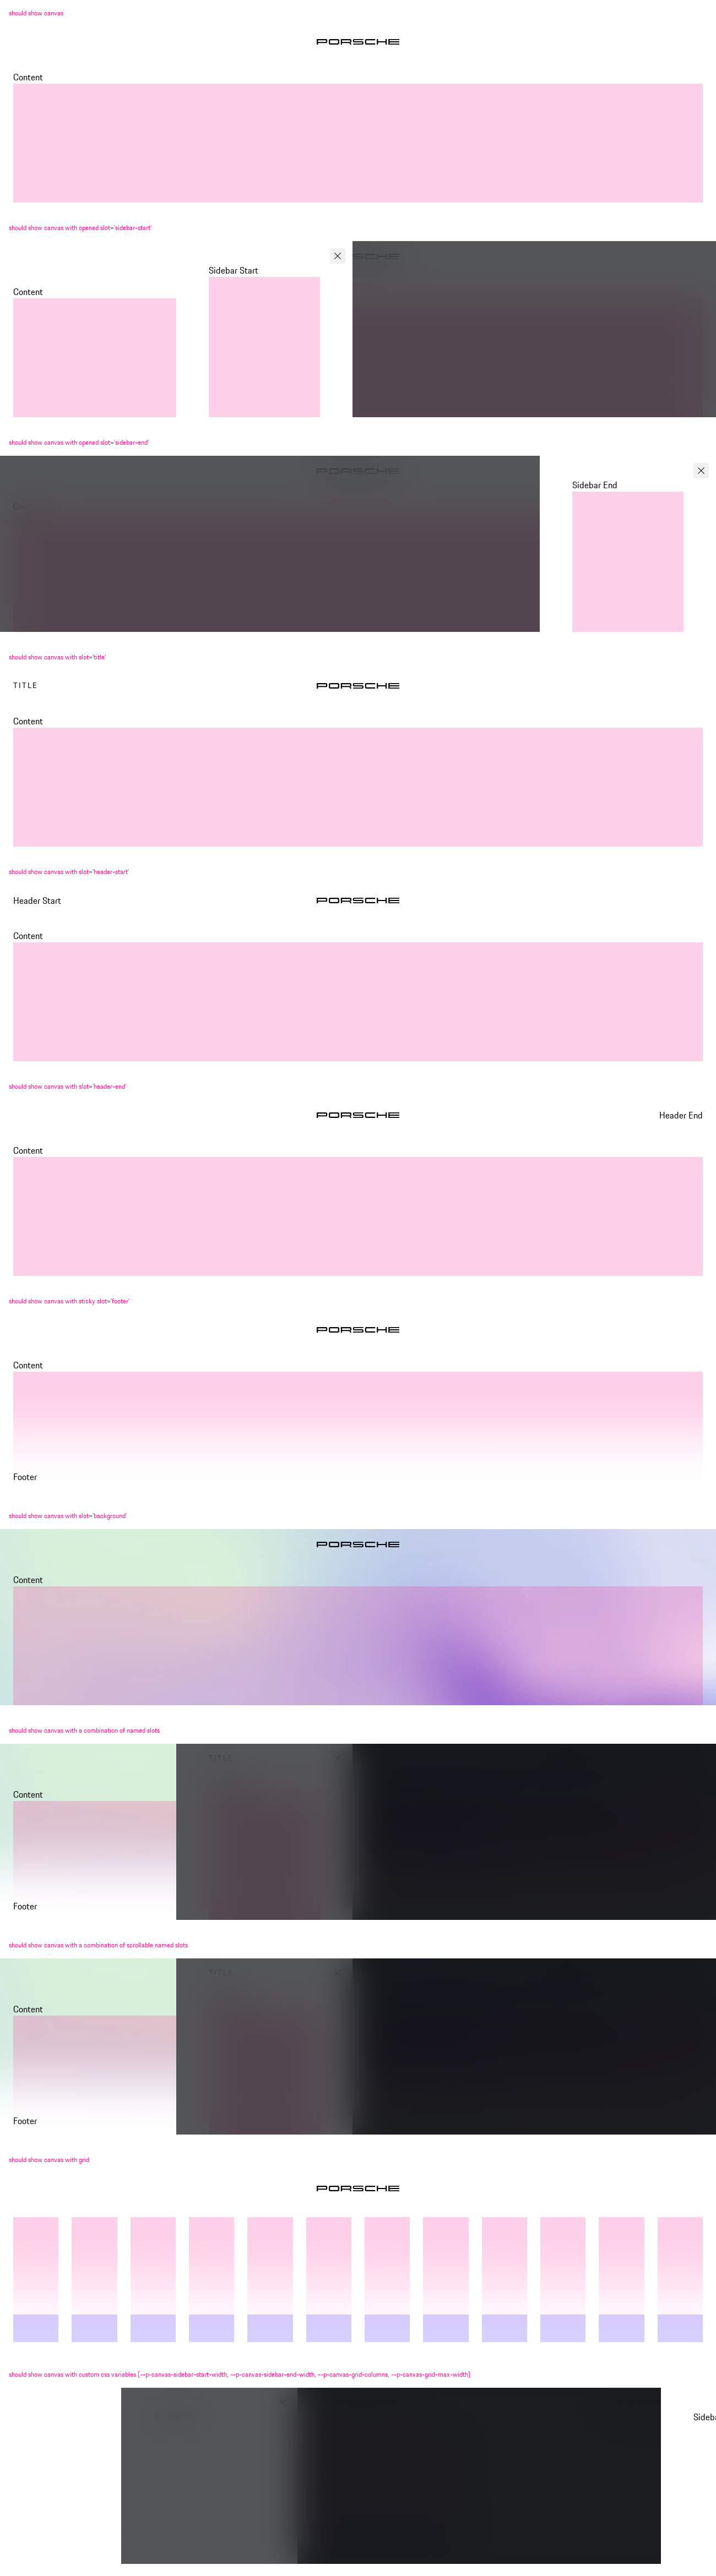 should show canvas
PORSCHE
Content
should show canvas with opened slot='sidebar-start'
PORSCHE
Sidebar Start
Content
should show canvas with opened slot='sidebar-end'
PORSCHE
Sidebar End
should show canvas with slot='title'
TITLE
PORSCHE
Content
should show canvas with slot='header-start'
Header Start
PORSCHE
Content
should show canvas with slot='header-end'
PORSCHE
Header End
Content
should show canvas with sticky slot='footer'
PORSCHE
Content
Footer
should show canvas with slot='background'
PORSCHE
Content
should show canvas with a combination of named slots
TITLE
Content
Footer
should show canvas with a combination of scrollable named slots
TITLE
Content
Footer
should show canvas with grid
PORSCHE
should show canvas with custom css variables (--p-canvas-sidebar-start-width, --p-canvas-sidebar-end-width, --p-canvas-grid-columns, --p-canvas-grid-max-width)
Sideba